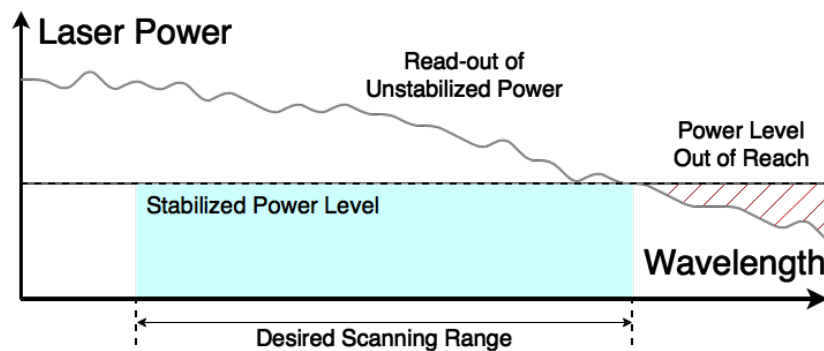 Laser Power
Read-out of
Unstabilized Power
Power Level
Out of Reach
Stabilized Power Level
Wavelength
Desired Scanning Range